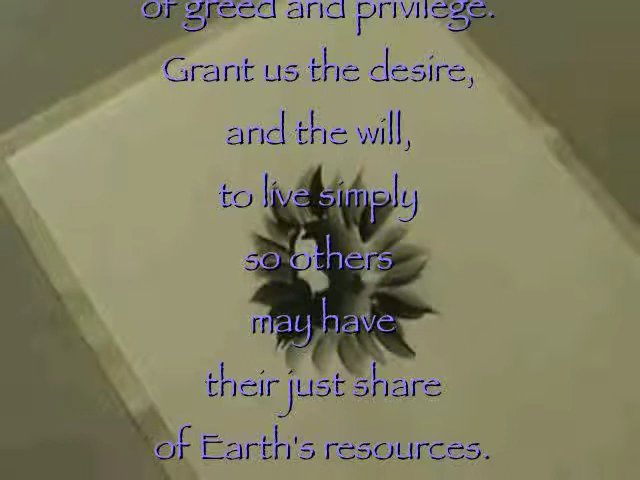 of greed and privilege.
Grant us the desire,
and the will,
to live simply
so others
may have
their just share
of Earth's resources.